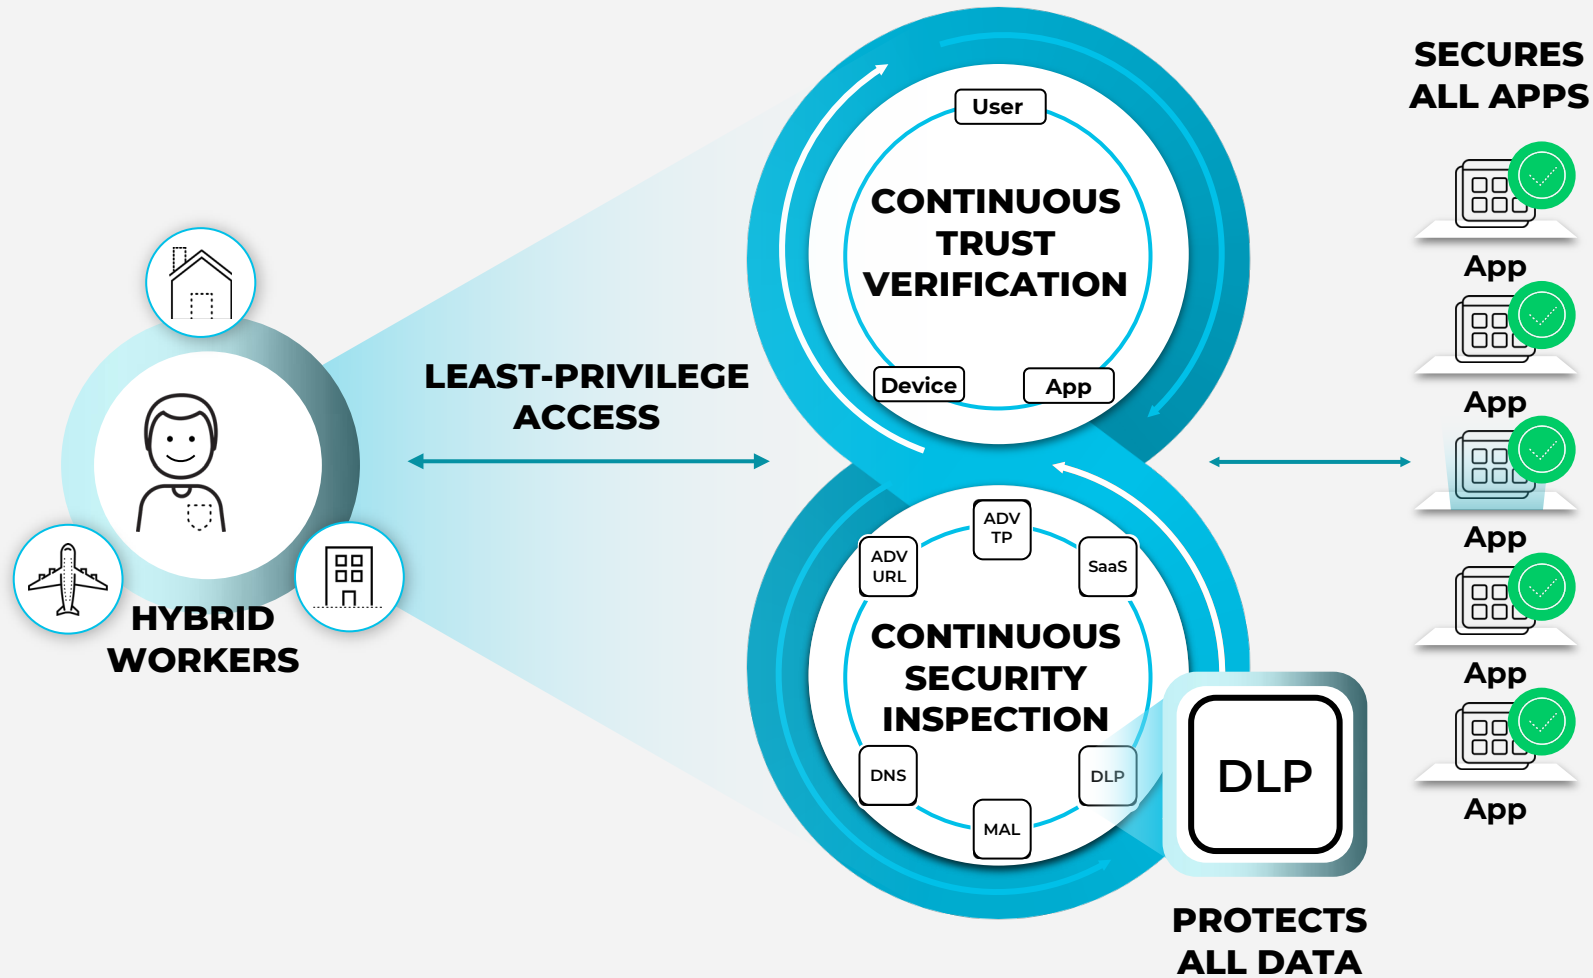 HYBRID
WORKERS
LEAST-PRIVILEGE
ACCESS
User
CONTINUOUS
TRUST
VERIFICATION
Device
App
ADV
TP
ADV
URL
SaaS
CONTINUOUS
SECURITY
INSPECTION
DNS
DLP
MAL
DLP
PROTECTS
ALL DATA
SECURES
ALL APPS
App
App
App
App
App